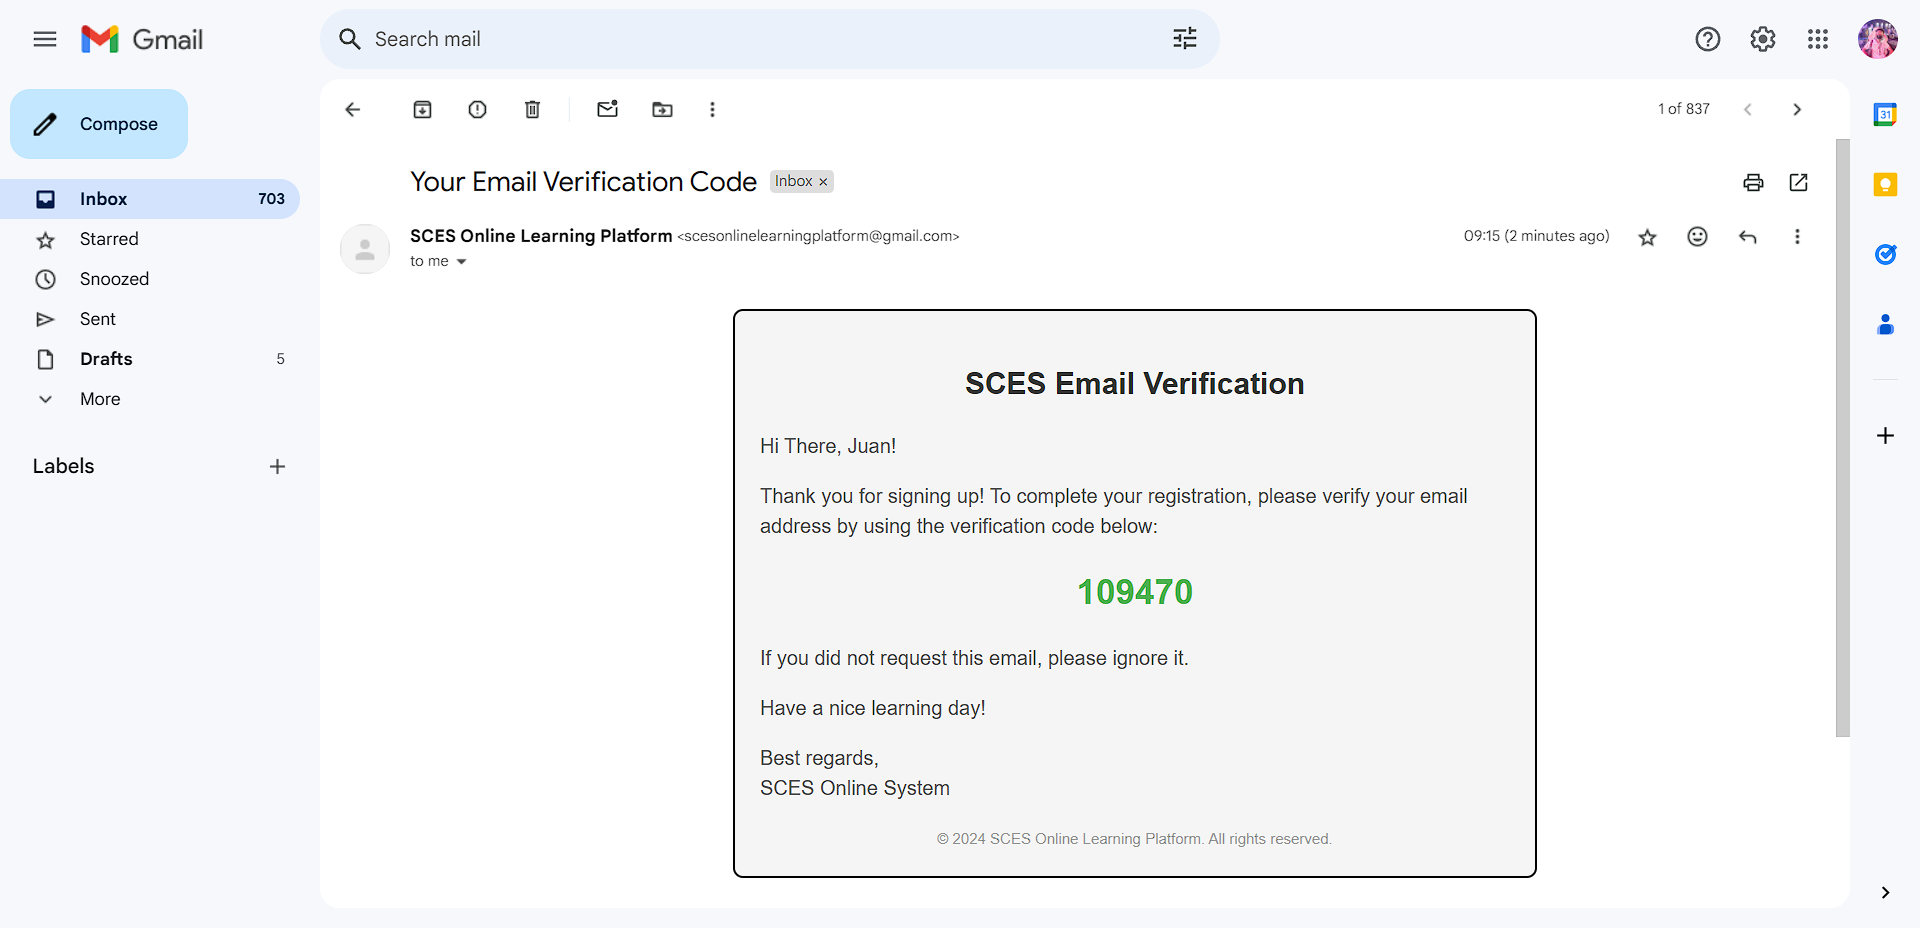 Gmail
Search mail
Compose
1 of 837
Inbox 703
Starred
Snoozed
Sent
Drafts 5
More
Labels
Your Email Verification Code Inbox ×
SCES Online Learning Platform <scesonlinelearningplatform@gmail.com> 09:15 (2 minutes ago)
to me
SCES Email Verification
Hi There, Juan!
Thank you for signing up! To complete your registration, please verify your email
address by using the verification code below:
109470
If you did not request this email, please ignore it.
Have a nice learning day!
Best regards,
SCES Online System
© 2024 SCES Online Learning Platform. All rights reserved.
31